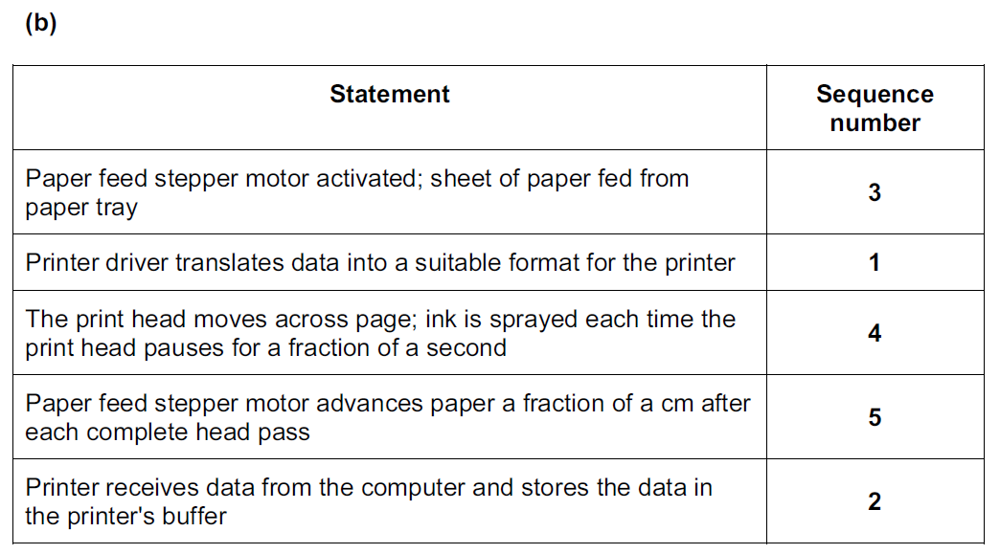 (b)
Statement
Sequence
number
Paper feed stepper motor activated; sheet of paper fed from
paper tray
3
Printer driver translates data into a suitable format for the printer
1
The print head moves across page; ink is sprayed each time the
print head pauses for a fraction of a second
4
Paper feed stepper motor advances paper a fraction of a cm after
each complete head pass
5
Printer receives data from the computer and stores the data in
the printer's buffer
2